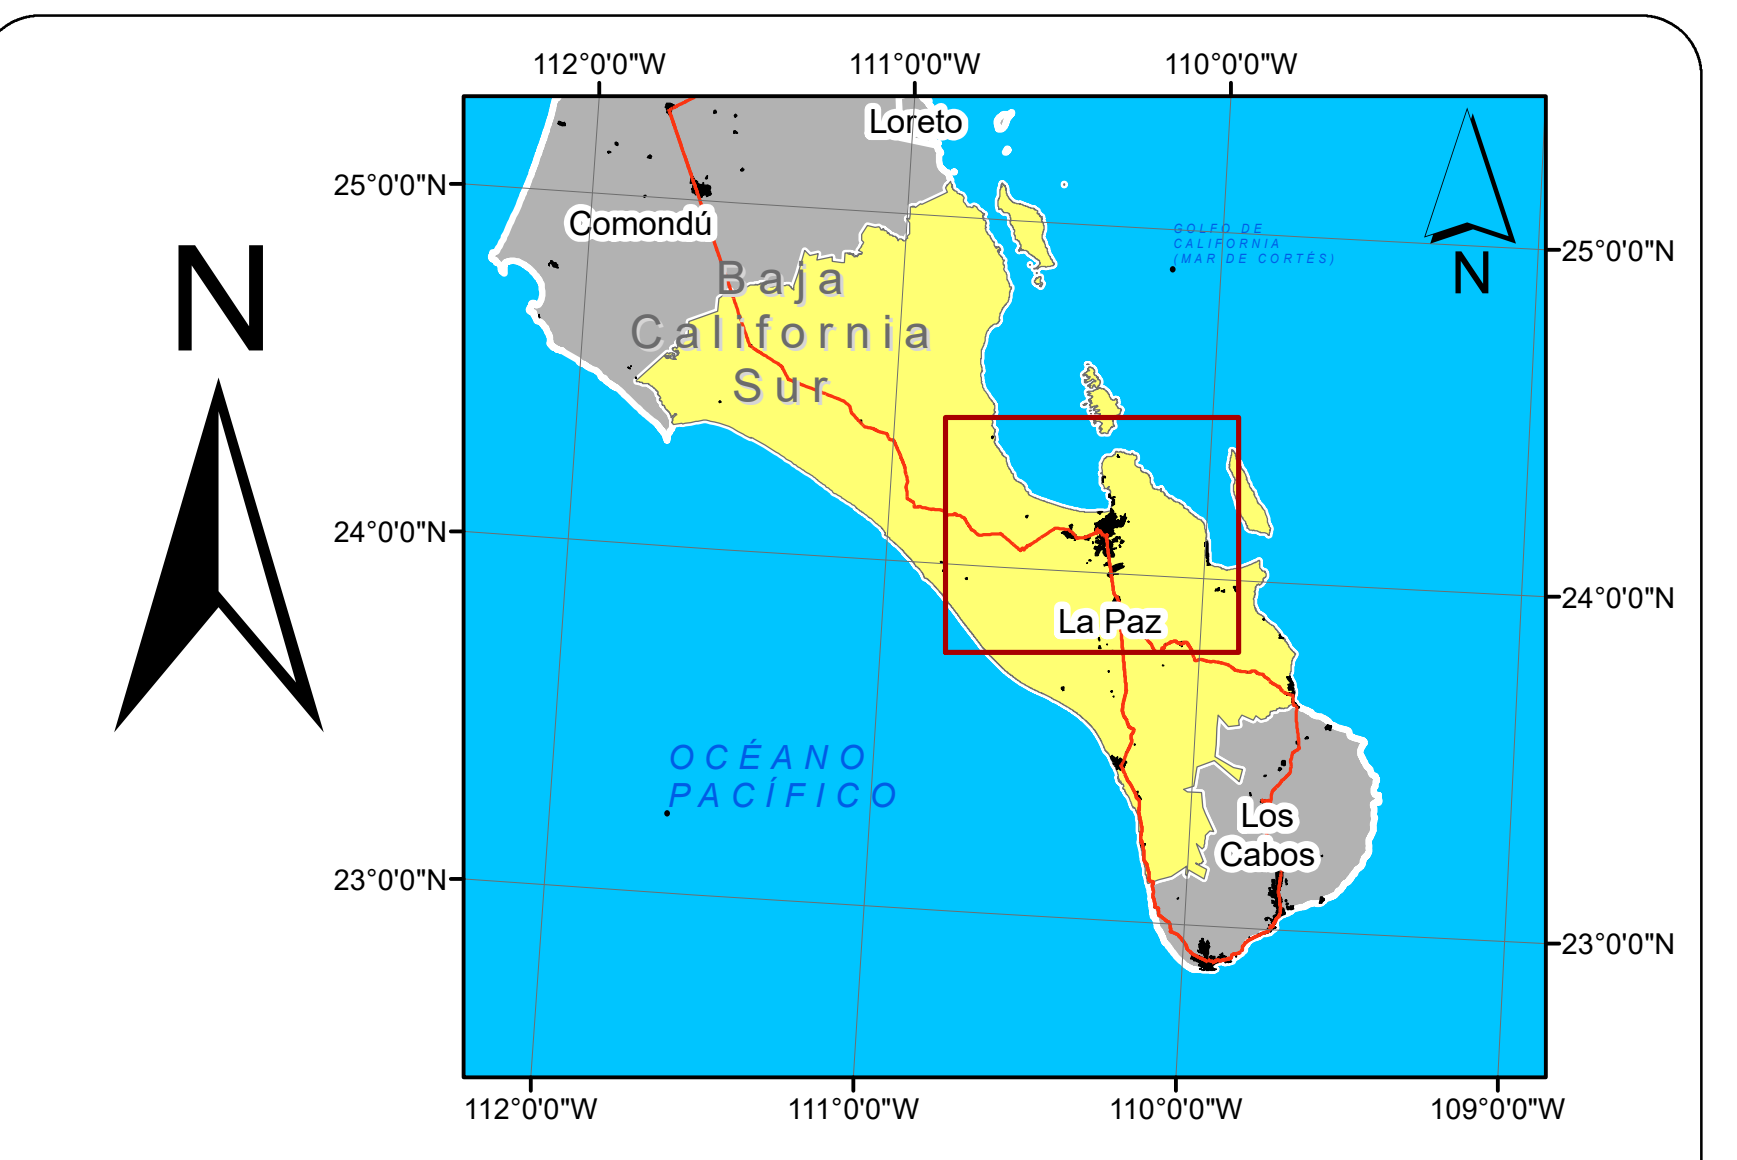 112°0'0"W
111°0'0"W
110°0'0"W
Loreto
25°0'0"N
Comondú
GOLFO DE
CALIFORNIA
(MAR DE CORTÉS)
25°0'0"N
N
N
Baja
California
Sur
24°0'0"N
24°0'0"N
La Paz
OCÉANO
PACÍFICO
Los
Cabos
23°0'0"N
23°0'0"N
112°0'0"W
111°0'0"W
110°0'0"W
109°0'0"W